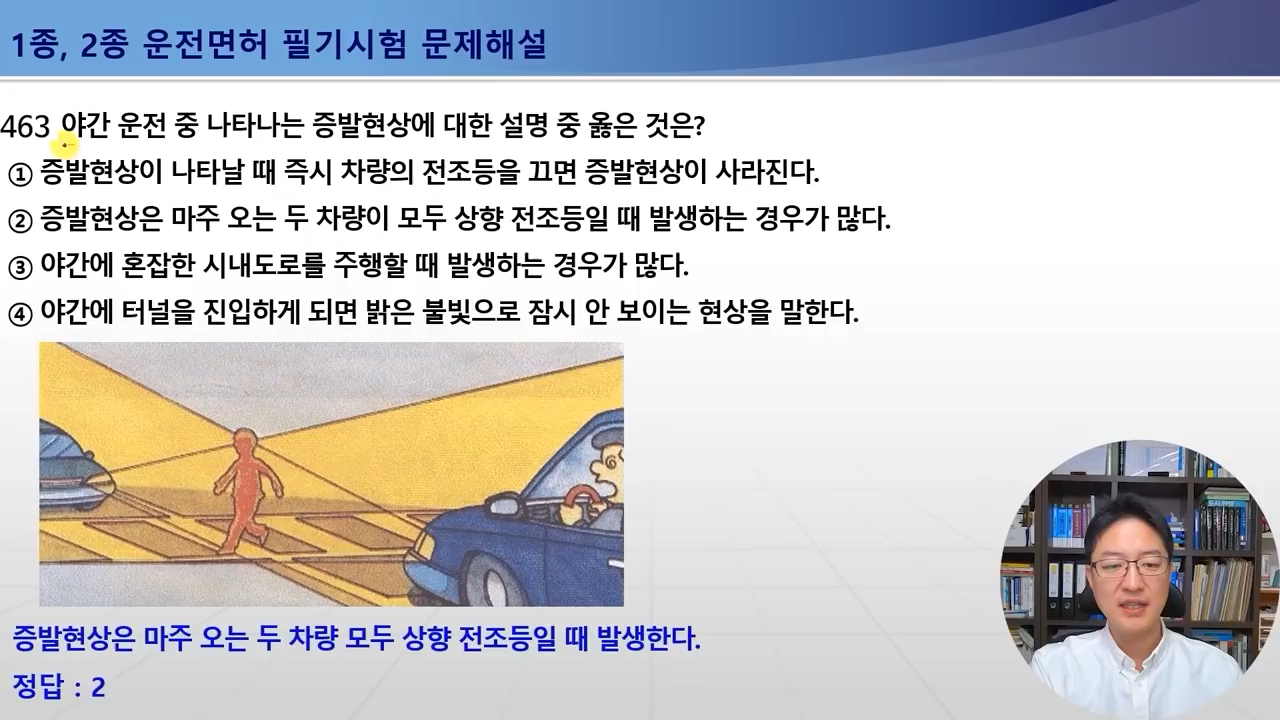 1종, 2종 운전면허 필기시험 문제해설
463 야간 운전 중 나타나는 증발현상에 대한 설명 중 옳은 것은?
① 증발현상이 나타날 때 즉시 차량의 전조등을 끄면 증발현상이 사라진다.
② 증발현상은 마주 오는 두 차량이 모두 상향 전조등일 때 발생하는 경우가 많다.
③ 야간에 혼잡한 시내도로를 주행할 때 발생하는 경우가 많다.
④ 야간에 터널을 진입하게 되면 밝은 불빛으로 잠시 안 보이는 현상을 말한다.
증발현상은 마주 오는 두 차량 모두 상향 전조등일 때 발생한다.
정답 : 2